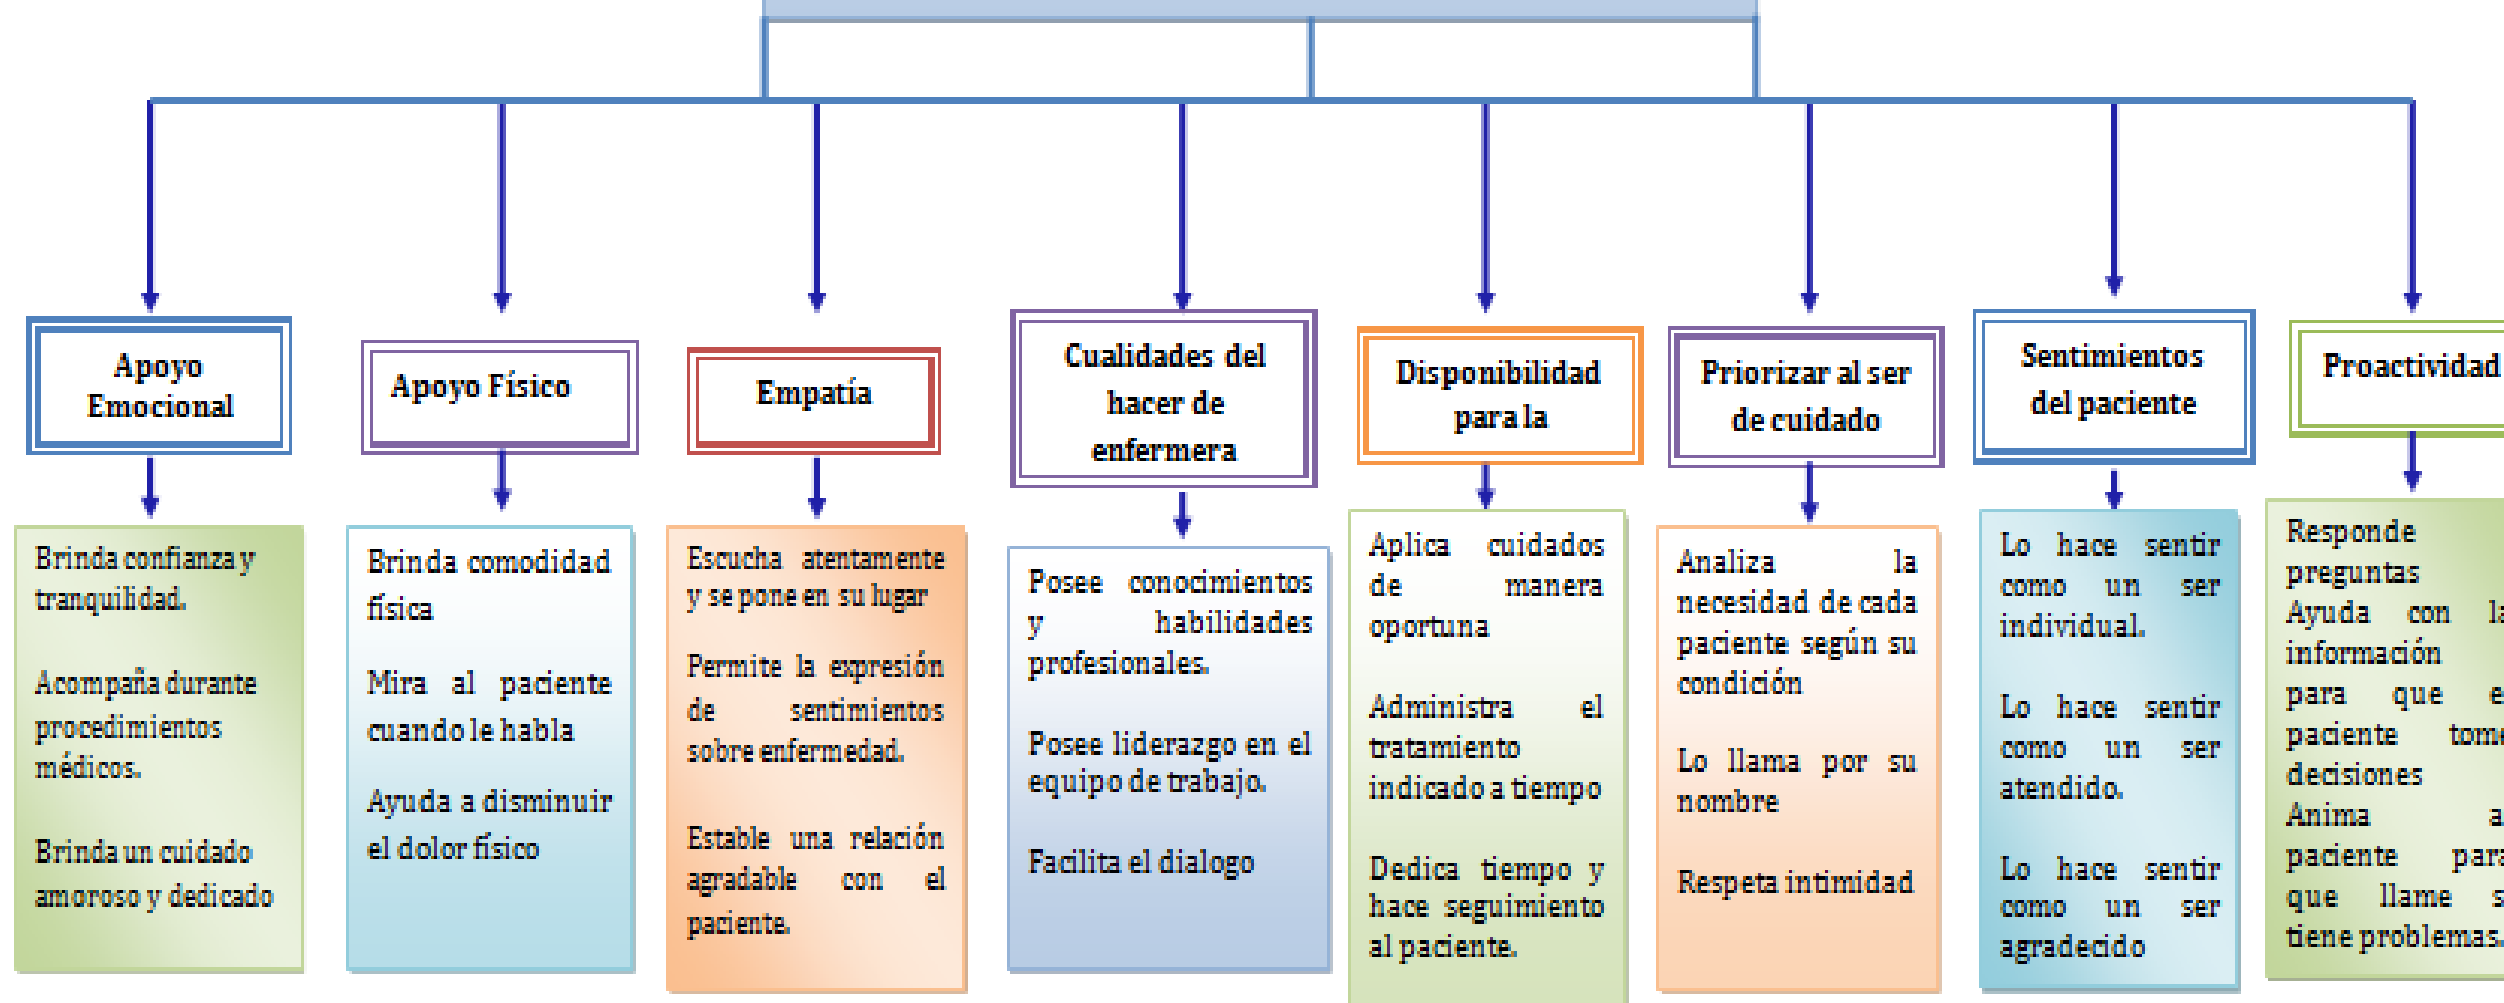 Apoyo
Emocional
Apoyo Físico
Empatía
Cualidades del
hacer de
enfermera
Disponibilidad
para la
Priorizar al ser
de cuidado
Sentimientos
del paciente
Proactividad
Brinda confianza y
tranquilidad.
Acompaña durante
procedimientos
médicos.
Brinda un cuidado
amoroso y dedicado
Brinda comodidad
física
Mira al paciente
cuando le habla
Ayuda a disminuir
el dolor físico
Escucha atentamente
y se pone en su lugar
Permite la expresión
de sentimientos
sobre enfermedad.
Estable una relación
agradable con el
paciente.
Posee conocimientos
y habilidades
profesionales.
Posee liderazgo en el
equipo de trabajo.
Facilita el dialogo
Aplica cuidados
de manera
oportuna
Administra el
tratamiento
indicado a tiempo
Dedica tiempo y
hace seguimiento
al paciente.
Analiza la
necesidad de cada
paciente según su
condición
Lo llama por su
nombre
Respeta intimidad
Lo hace sentir
como un ser
individual.
Lo hace sentir
como un ser
atendido.
Lo hace sentir
como un ser
agradecido
Responde
preguntas
Ayuda con la
información
para que
paciente tome
decisiones
Anima
paciente para
que llame
tiene problemas.